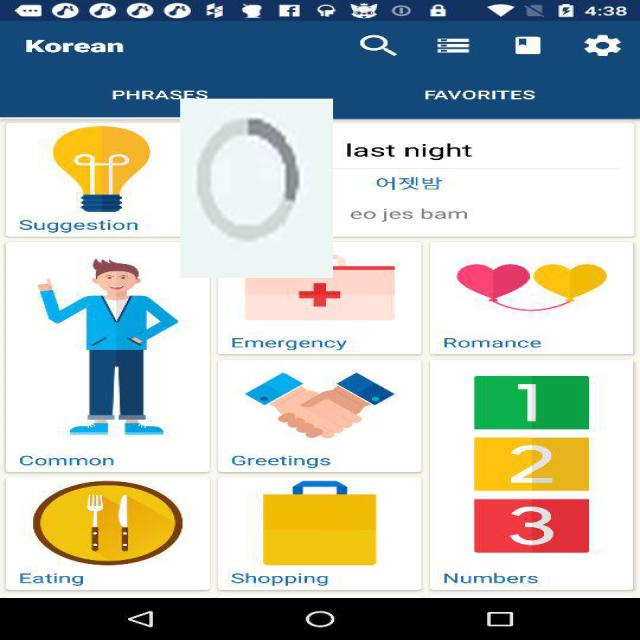 4:38
Korean
PHRASES
FAVORITES
last night
어젯밤
eo jes bam
Suggestion
Emergency
Romance
Common
Greetings
1
2
3
Eating
Shopping
Numbers